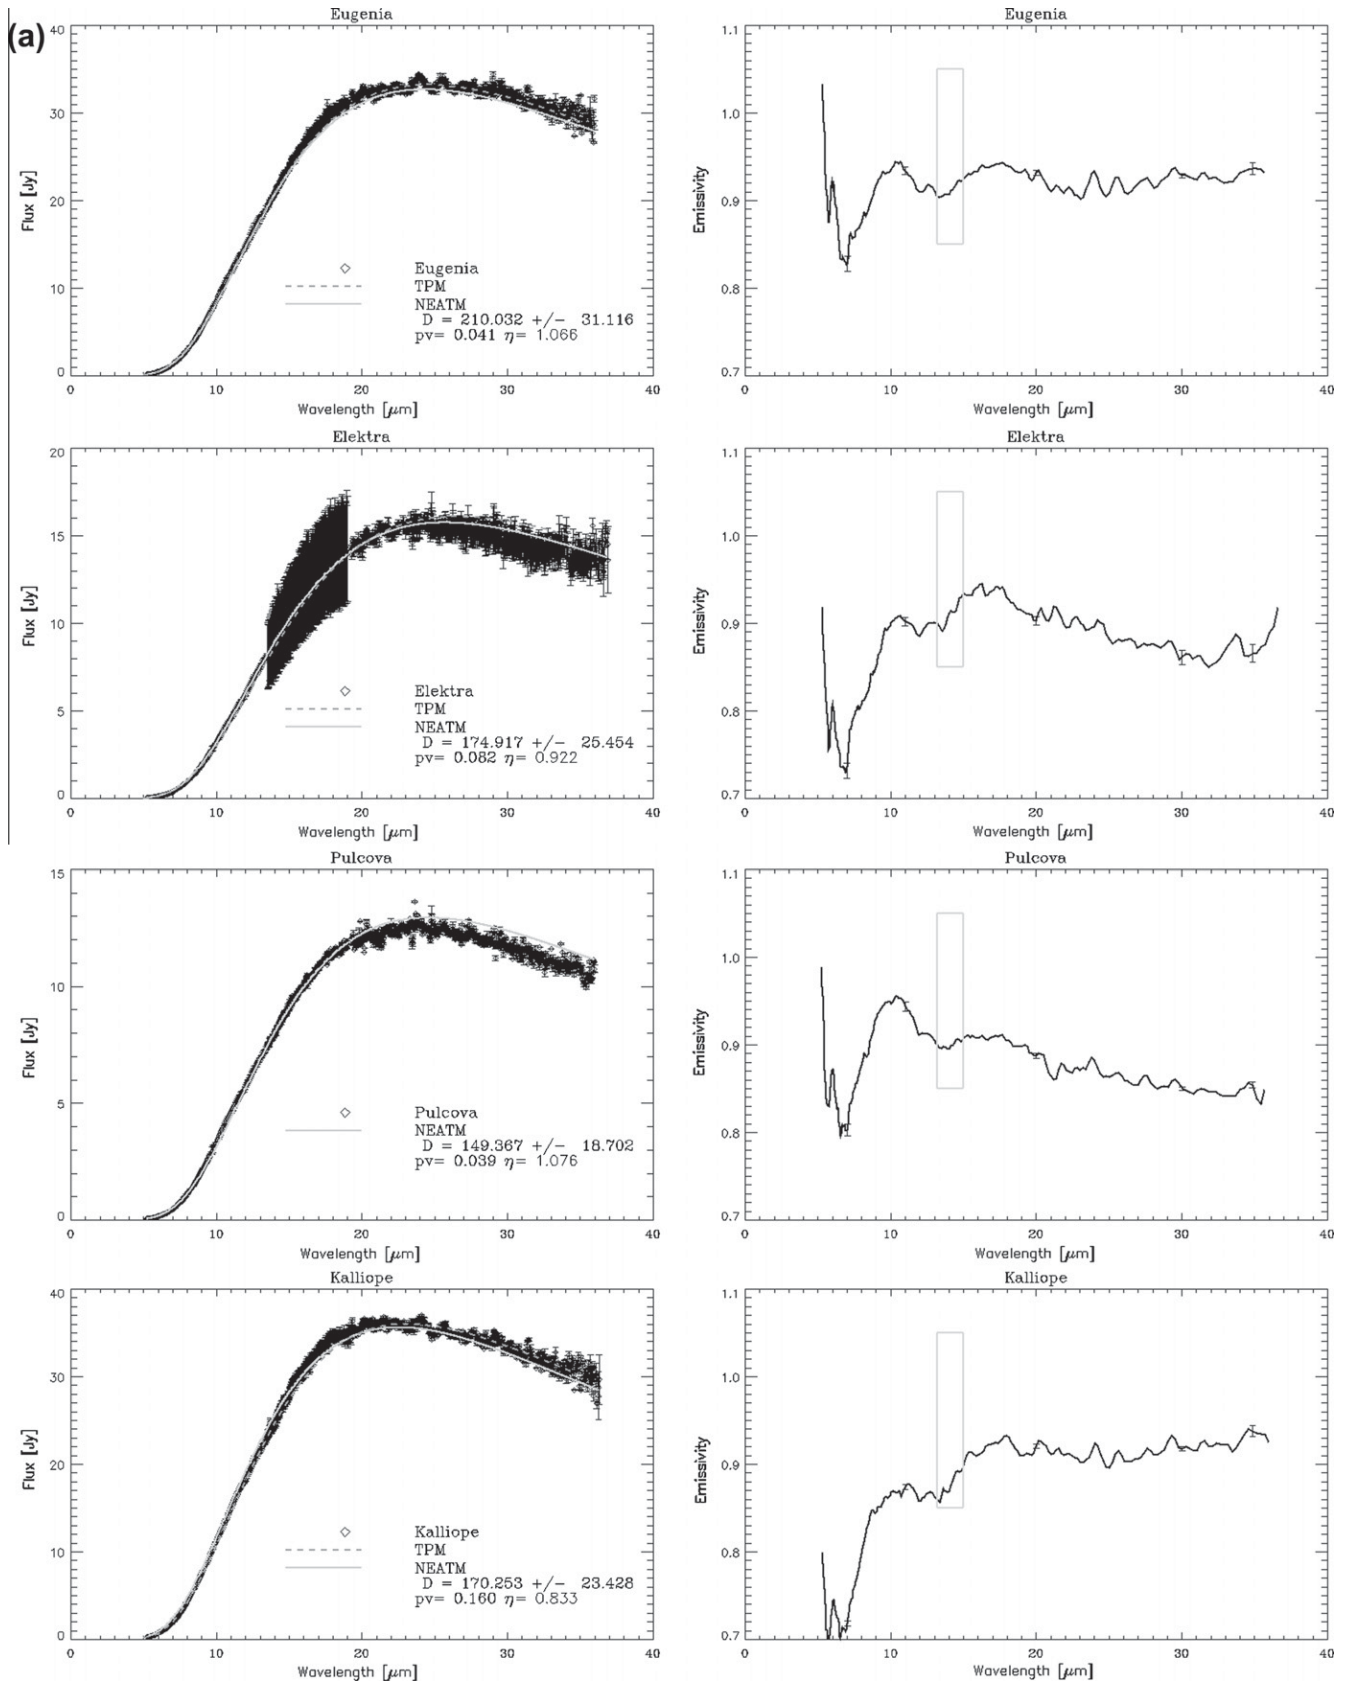 (a)
Eugenia
40
30
20
10
0
Flux [Jy]
Eugenia
TPM
NEATM
D = 210.032 +/- 31.116
pv= 0.041 η= 1.066
0 10 20 30 40
Wavelength [μm]
Eugenia
1.1
1.0
0.9
0.8
0.7
Emissivity
0 10 20 30 40
Wavelength [μm]
Elektra
20
15
10
5
0
Flux [Jy]
Elektra
TPM
NEATM
D = 174.917 +/- 25.454
pv= 0.082 η= 0.922
0 10 20 30 40
Wavelength [μm]
Elektra
1.1
1.0
0.9
0.8
0.7
Emissivity
0 10 20 30 40
Wavelength [μm]
Pulcova
15
10
5
0
Flux [Jy]
Pulcova
NEATM
D = 149.367 +/- 18.702
pv= 0.039 η= 1.076
0 10 20 30 40
Wavelength [μm]
Pulcova
1.1
1.0
0.9
0.8
0.7
Emissivity
0 10 20 30 40
Wavelength [μm]
Kalliope
40
30
20
10
0
Flux [Jy]
Kalliope
TPM
NEATM
D = 170.253 +/- 23.428
pv= 0.160 η= 0.833
0 10 20 30 40
Wavelength [μm]
Kalliope
1.1
1.0
0.9
0.8
0.7
Emissivity
0 10 20 30 40
Wavelength [μm]